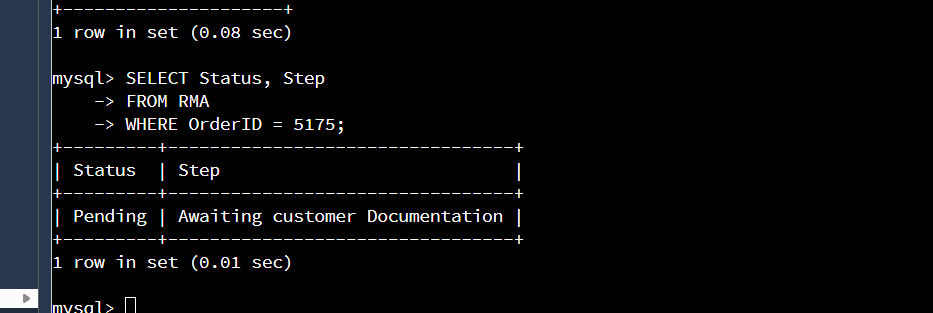 +---------------------+
1 row in set (0.08 sec)
mysql> SELECT Status, Step
    -> FROM RMA
    -> WHERE OrderID = 5175;
+---------+---------------------------------+
| Status  | Step                            |
+---------+---------------------------------+
| Pending | Awaiting customer Documentation |
+---------+---------------------------------+
1 row in set (0.01 sec)
mysql>